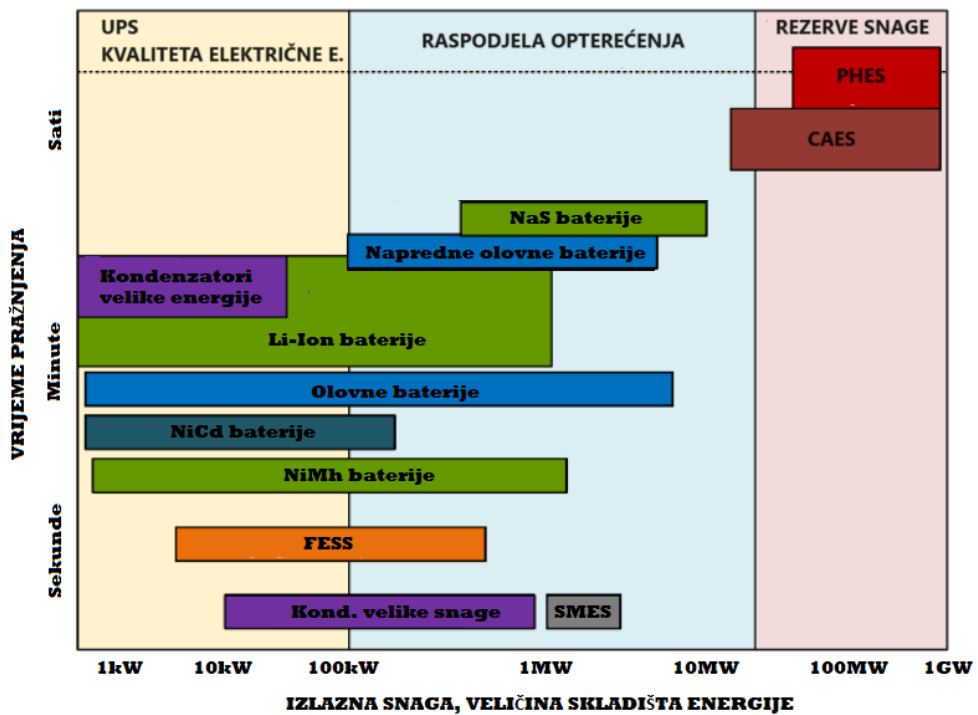 UPS
KVALITETA ELEKTRIČNE E.
RASPODJELA OPTEREĆENJA
REZERVE SNAGE
PHES
CAES
NaS baterije
Napredne olovne baterije
Kondenzatori
velike energije
Li-Ion baterije
Olovne baterije
NiCd baterije
NiMh baterije
FESS
Kond. velike snage
SMES
VRIJEME PRAŽNJENJA
Sati
Minute
Sekunde
1kW 10kW 100kW 1MW 10MW 100MW 1GW
IZLAZNA SNAGA, VELIČINA SKLADIŠTA ENERGIJE